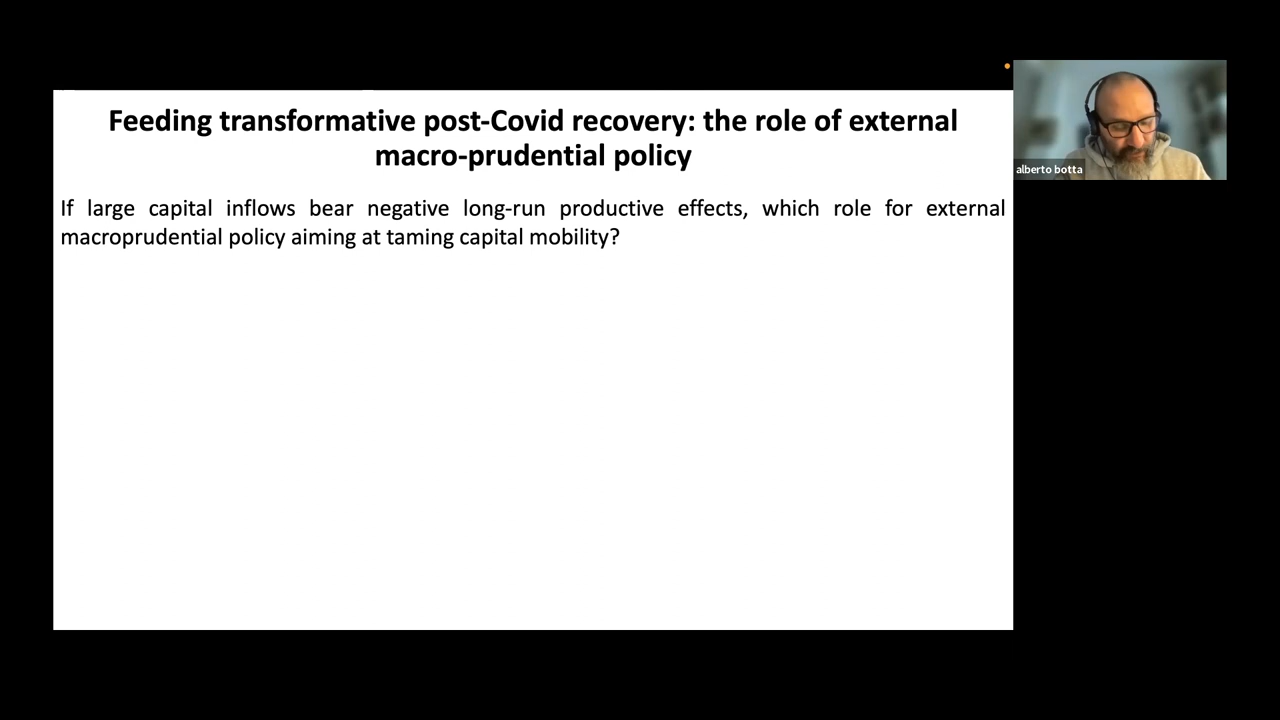 Feeding transformative post-Covid recovery: the role of external
macro-prudential policy
If large capital inflows bear negative long-run productive effects, which role for external
macroprudential policy aiming at taming capital mobility?
alberto botta